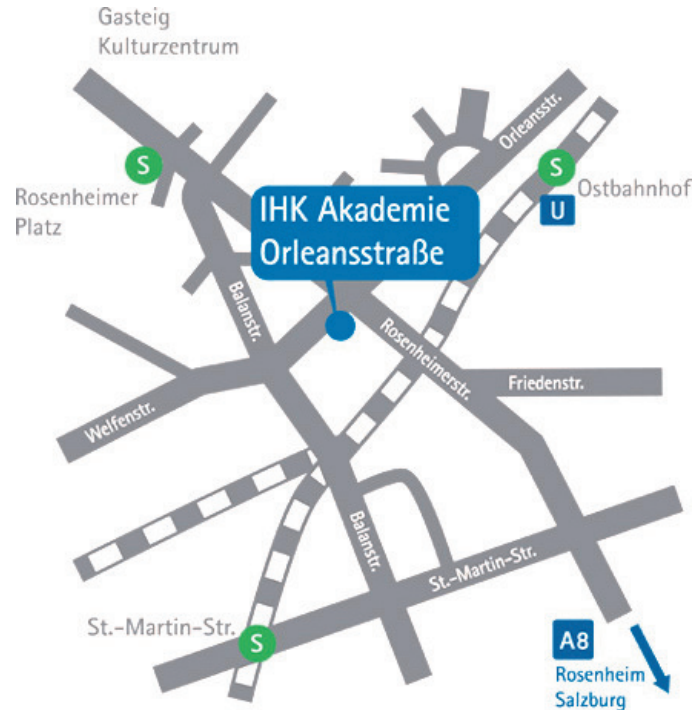 Gasteig
Kulturzentrum
Orleansstr.
S
S
Rosenheimer
Platz
Ostbahnhof
U
IHK Akademie
Orleansstraße
Balanstr.
Rosenheimerstr.
Friedenstr.
Welfenstr.
Balanstr.
St.-Martin-Str.
St.-Martin-Str.
S
A8
Rosenheim
Salzburg